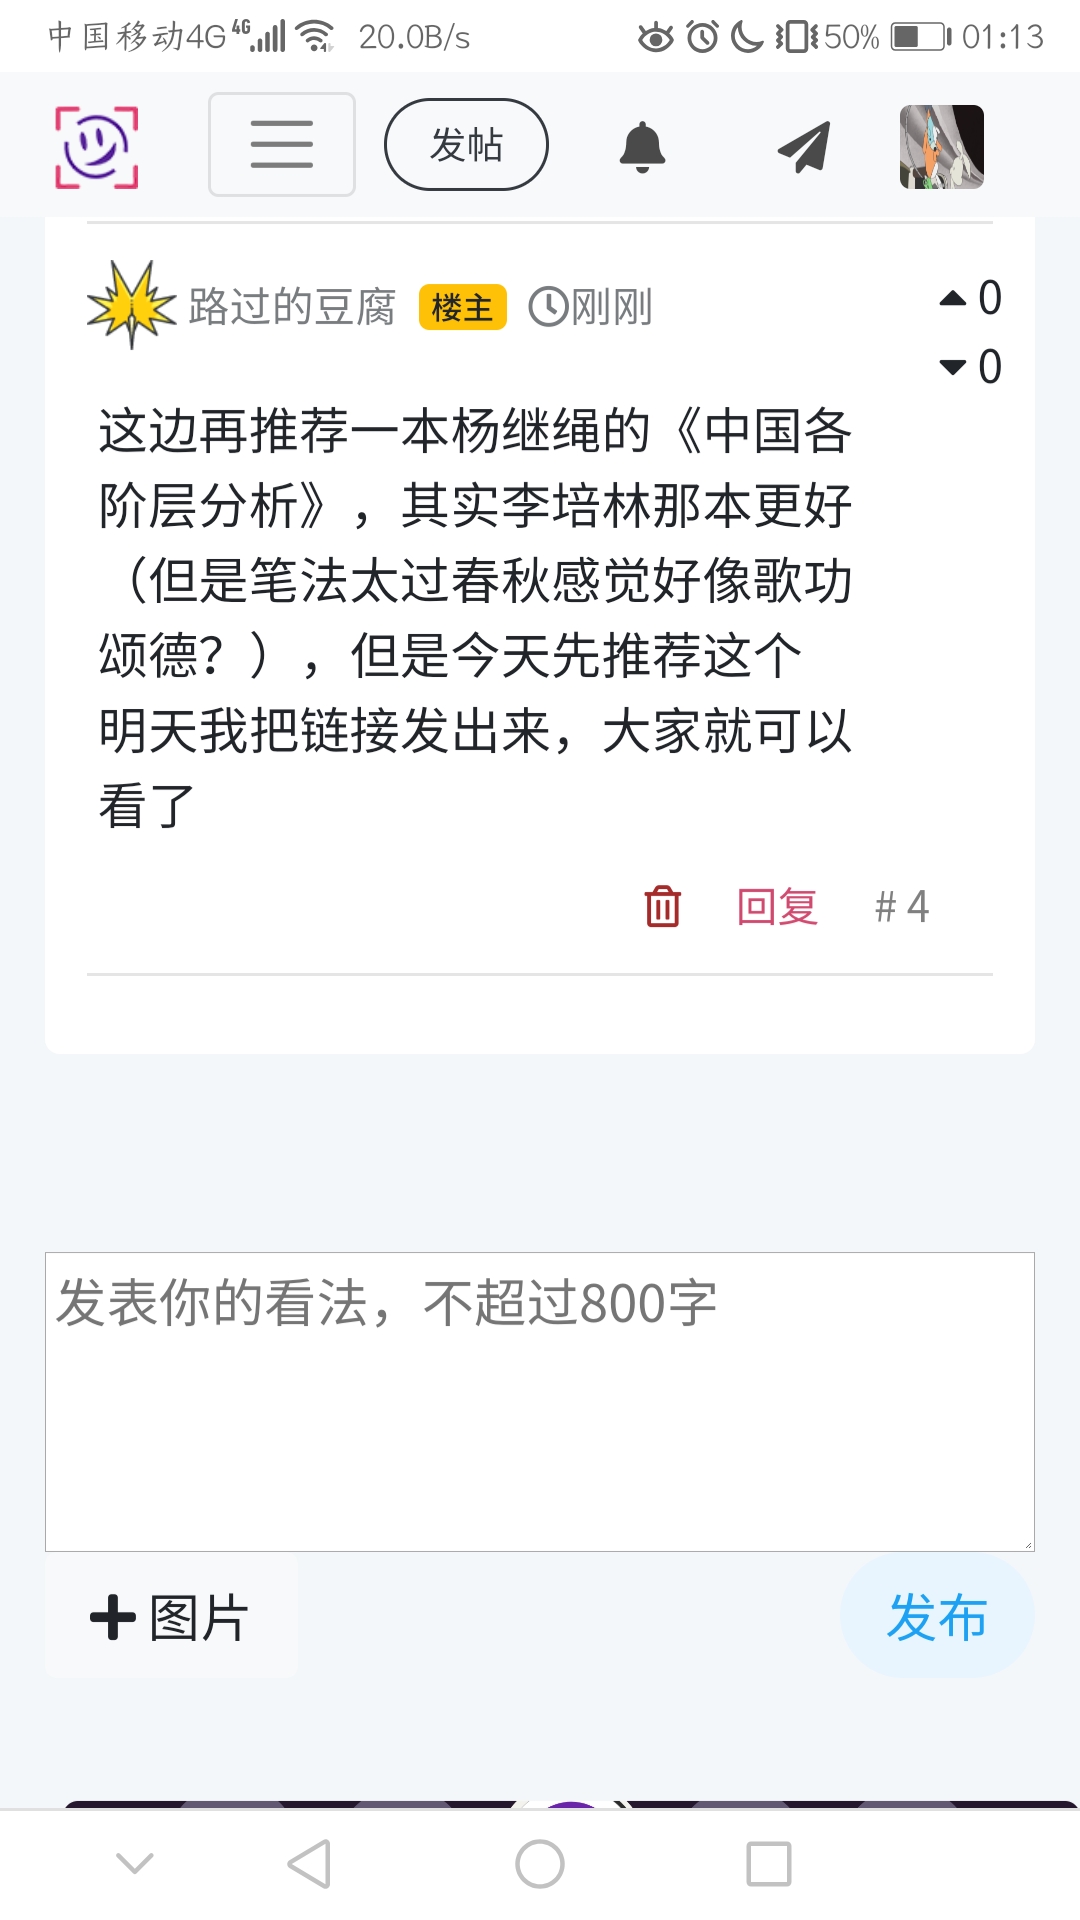 中国移动4G 4G 20.0B/s 50% 01:13
发帖
路过的豆腐 楼主 刚刚 0
0
这边再推荐一本杨继绳的《中国各
阶层分析》，其实李培林那本更好
（但是笔法太过春秋感觉好像歌功
颂德？），但是今天先推荐这个
明天我把链接发出来，大家就可以
看了
回复 # 4
发表你的看法，不超过800字
图片 发布